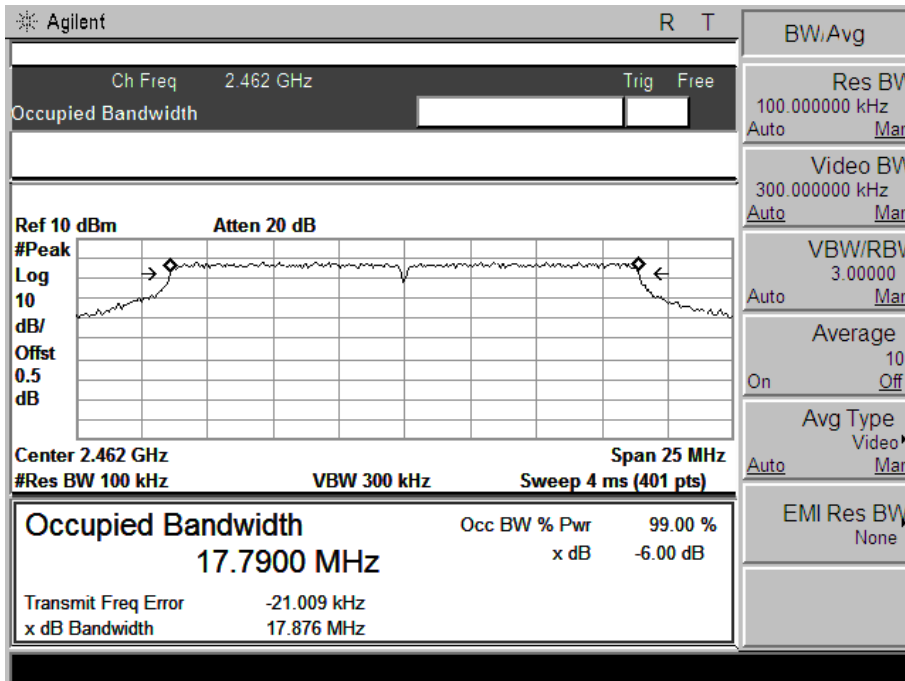 Agilent R T
Ch Freq 2.462 GHz Trig Free
Occupied Bandwidth
Ref 10 dBm Atten 20 dB
#Peak
Log
10
dB/
Offst
0.5
dB
Center 2.462 GHz Span 25 MHz
#Res BW 100 kHz VBW 300 kHz Sweep 4 ms (401 pts)
Occupied Bandwidth
17.7900 MHz
Occ BW % Pwr 99.00 %
x dB -6.00 dB
Transmit Freq Error -21.009 kHz
x dB Bandwidth 17.876 MHz
BW/Avg
Res BW
100.000000 kHz
Auto Man
Video BW
300.000000 kHz
Auto Man
VBW/RBW
3.00000
Auto Man
Average
10
On Off
Avg Type
Video
Auto Man
EMI Res BW
None